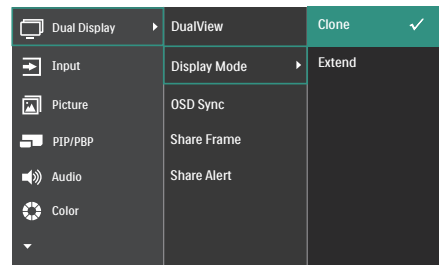 Dual Display
Input
Picture
PIP/PBP
Audio
Color
DualView
Display Mode
OSD Sync
Share Frame
Share Alert
Clone
Extend